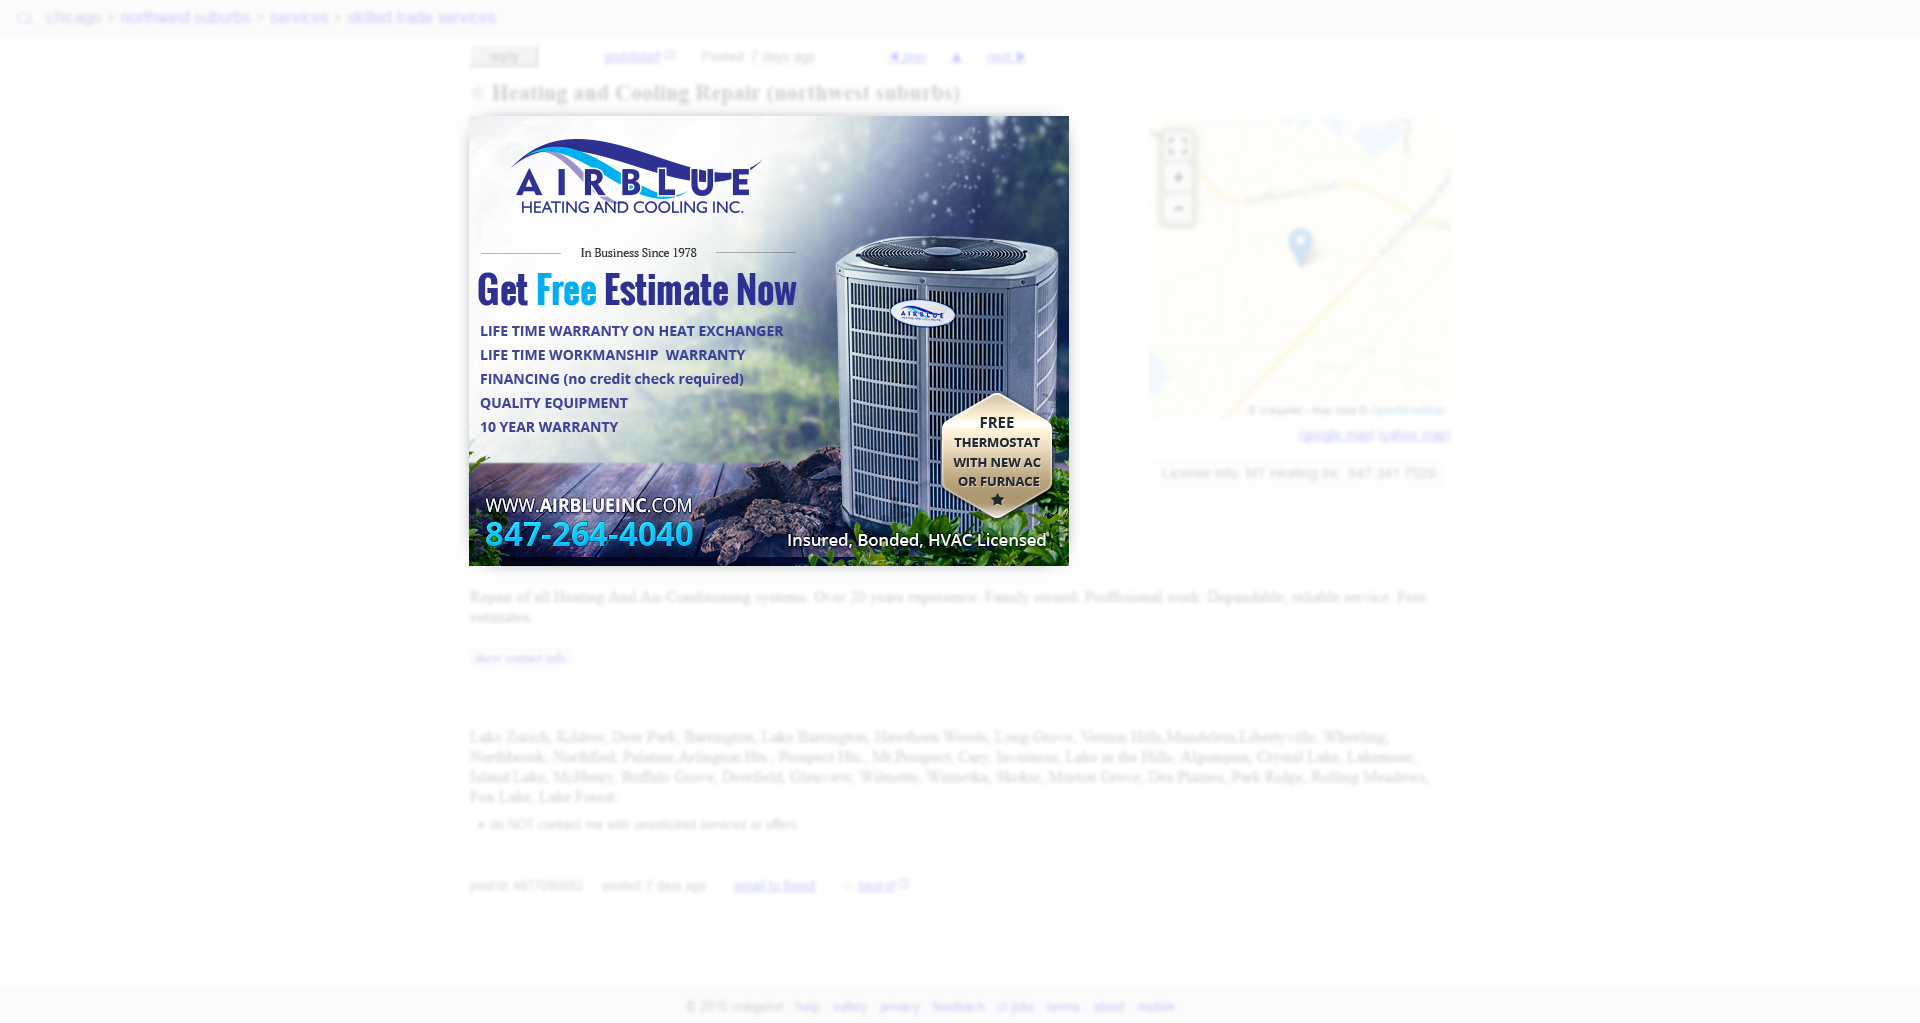 chicago > northwest suburbs > services > skilled trade services
reply prohibited Posted: 7 days ago ◀ prev ▲ next ▶
☆ Heating and Cooling Repair (northwest suburbs)
AIRBLUE
HEATING AND COOLING INC.
In Business Since 1978
Get Free Estimate Now
LIFE TIME WARRANTY ON HEAT EXCHANGER
LIFE TIME WORKMANSHIP WARRANTY
FINANCING (no credit check required)
QUALITY EQUIPMENT
10 YEAR WARRANTY
WWW.AIRBLUEINC.COM
847-264-4040
AIRBLUE
FREE
THERMOSTAT
WITH NEW AC
OR FURNACE
Insured, Bonded, HVAC Licensed
+
−
© craigslist - Map data © OpenStreetMap
(google map) (yahoo map)
License info: MT Heating Inc. 847 341 7029
Repair of all Heating And Air-Conditioning systems. Over 20 years experience. Family owned. Proffesional work. Depandable, reliable service. Free
estimates.
show contact info
Lake Zurich, Kildeer, Deer Park, Barrington, Lake Barrington, Hawthorn Woods, Long Grove, Vernon Hills,Mundelein,Libertyville, Wheeling,
Northbrook, Northfied, Palatine,Arlington Hts., Prospect Hts., Mt.Prospect, Cary, Inverness, Lake in the Hills, Algonquin, Crystal Lake, Lakemoor,
Island Lake, McHenry, Buffalo Grove, Deerfield, Glenview, Wilmette, Winnetka, Skokie, Morton Grove, Des Plaines, Park Ridge, Rolling Meadows,
Fox Lake, Lake Forest.
• do NOT contact me with unsolicited services or offers
post id: posted: 7 days ago email to friend best of
© 2015 craigslist help safety privacy feedback cl jobs terms about mobile